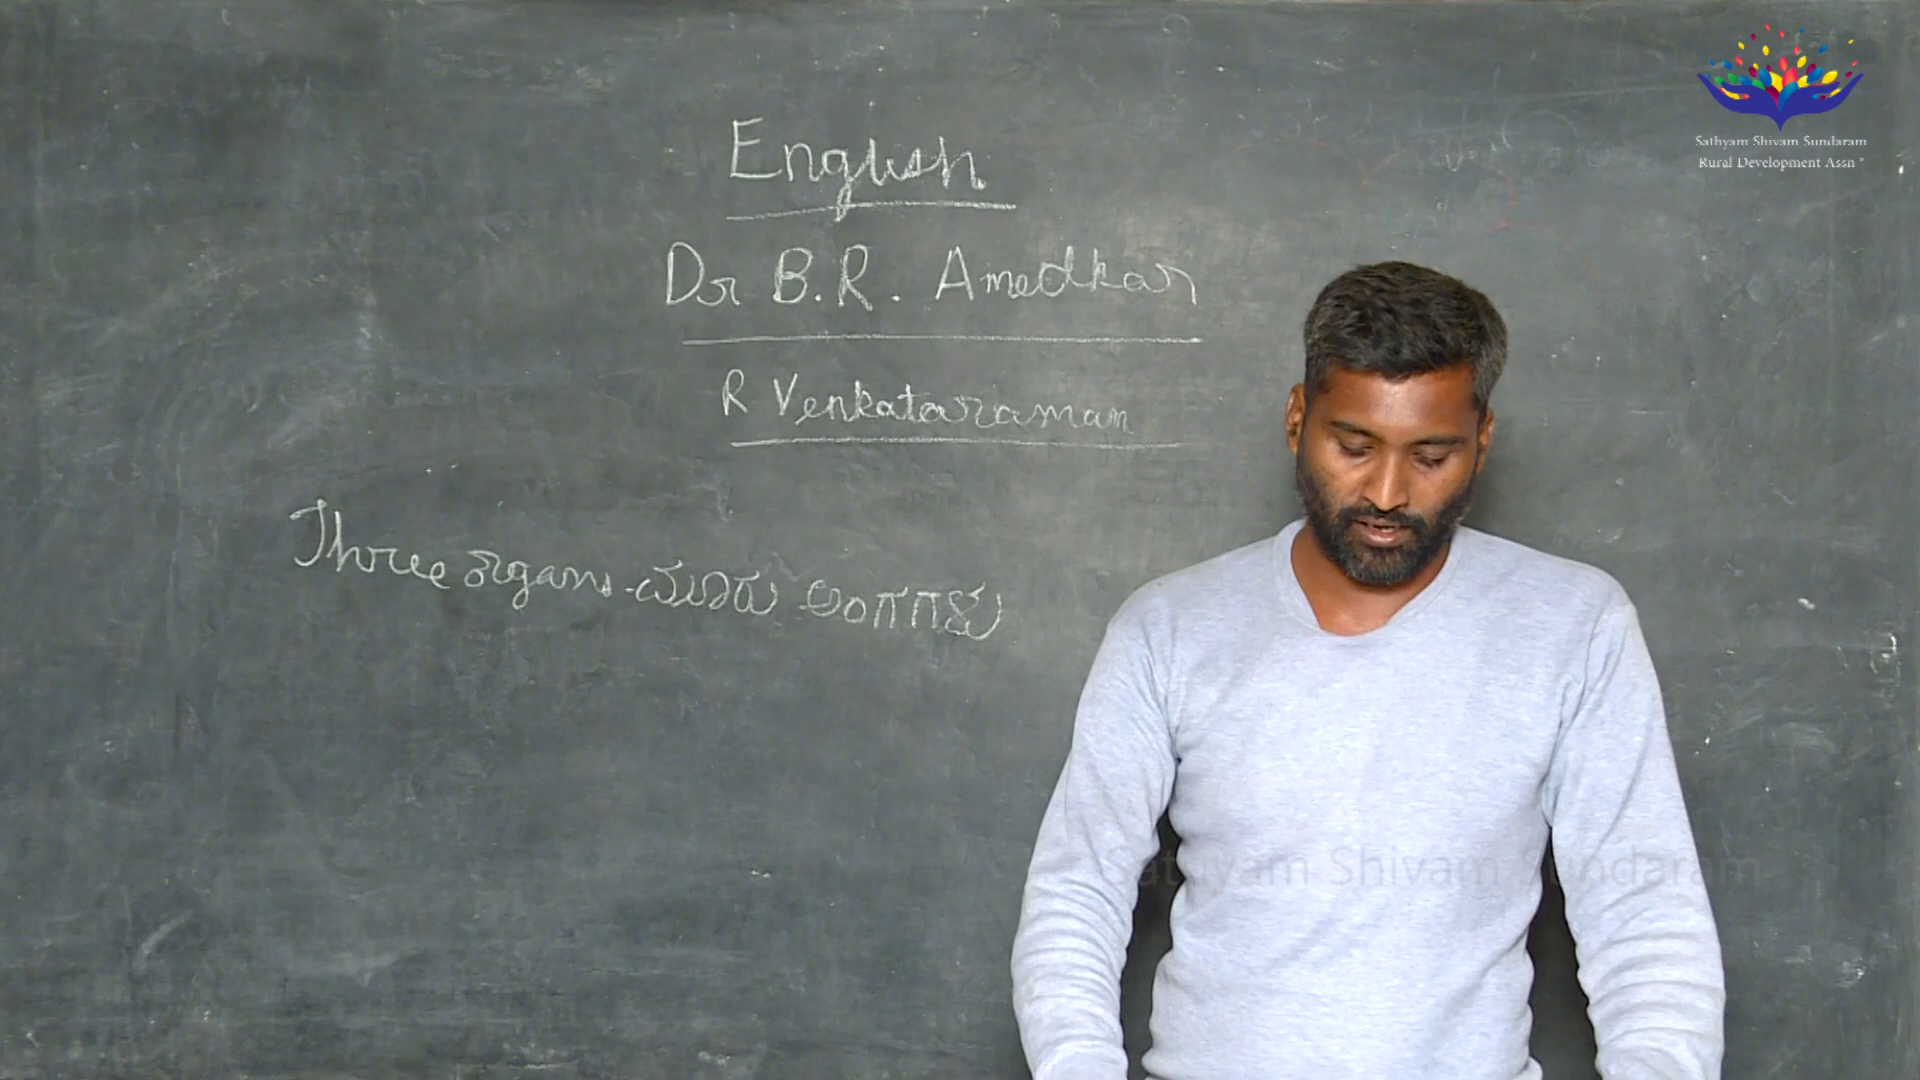 English
Dr B.R. Amedkar
R Venkataraman
Three organs - ಮೂರು ಅಂಗಗಳು
Sathyam Shivam Sundaram
Rural Development Assn
Sathyam Shivam Sundaram